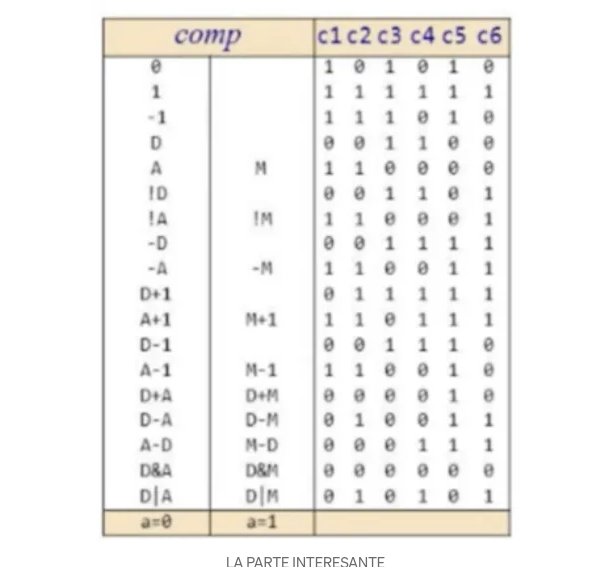 comp c1 c2 c3 c4 c5 c6
0 1 0 1 0 1 0
1 1 1 1 1 1 1
-1 1 1 1 0 1 0
D 0 0 1 1 0 0
A M 1 1 0 0 0 0
!D 0 0 1 1 0 1
!A !M 1 1 0 0 0 1
-D 0 0 1 1 1 1
-A -M 1 1 0 0 1 1
D+1 0 1 1 1 1 1
A+1 M+1 1 1 0 1 1 1
D-1 0 0 1 1 1 0
A-1 M-1 1 1 0 0 1 0
D+A D+M 0 0 0 0 1 0
D-A D-M 0 1 0 0 1 1
A-D M-D 0 0 0 1 1 1
D&A D&M 0 0 0 0 0 0
D|A D|M 0 1 0 1 0 1
a=0 a=1
LA PARTE INTERESANTE